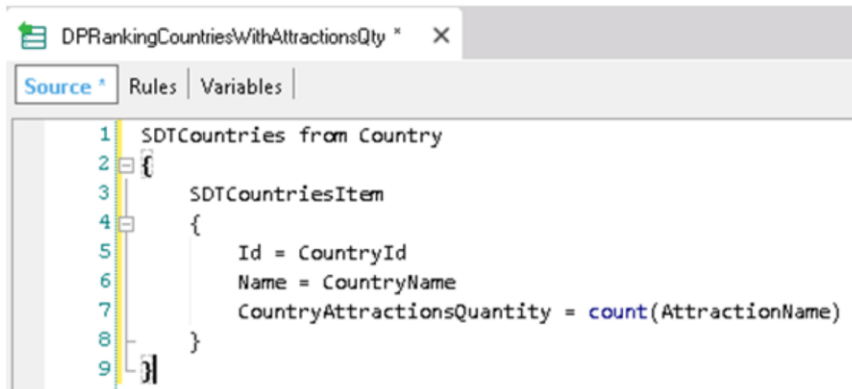 DPRankingCountriesWithAttractionsQty * ×
Source * Rules Variables
1 SDTCountries from Country
2 {
3 SDTCountriesItem
4 {
5 Id = CountryId
6 Name = CountryName
7 CountryAttractionsQuantity = count(AttractionName)
8 }
9 }